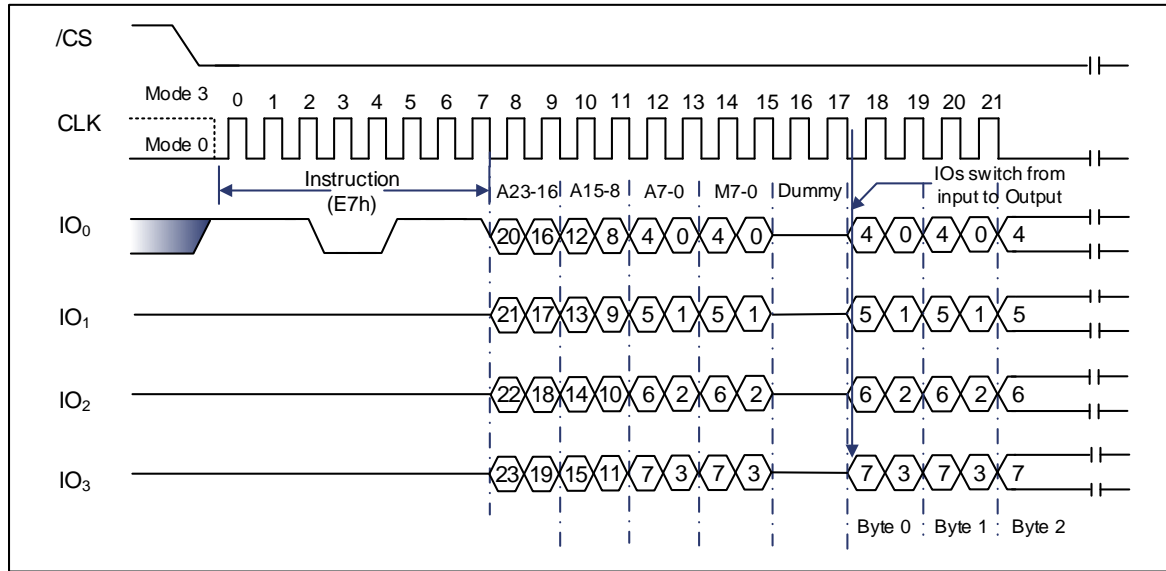 /CS
Mode 3
0 1 2 3 4 5 6 7 8 9 10 11 12 13 14 15 16 17 18 19 20 21
CLK
Mode 0
Instruction
(E7h)
A23-16 A15-8 A7-0 M7-0 Dummy
IOs switch from
input to Output
IO0 20 16 12 8 4 0 4 0 4 0 4 0 4
IO1 21 17 13 9 5 1 5 1 5 1 5 1 5
IO2 22 18 14 10 6 2 6 2 6 2 6 2 6
IO3 23 19 15 11 7 3 7 3 7 3 7 3 7
Byte 0 Byte 1 Byte 2